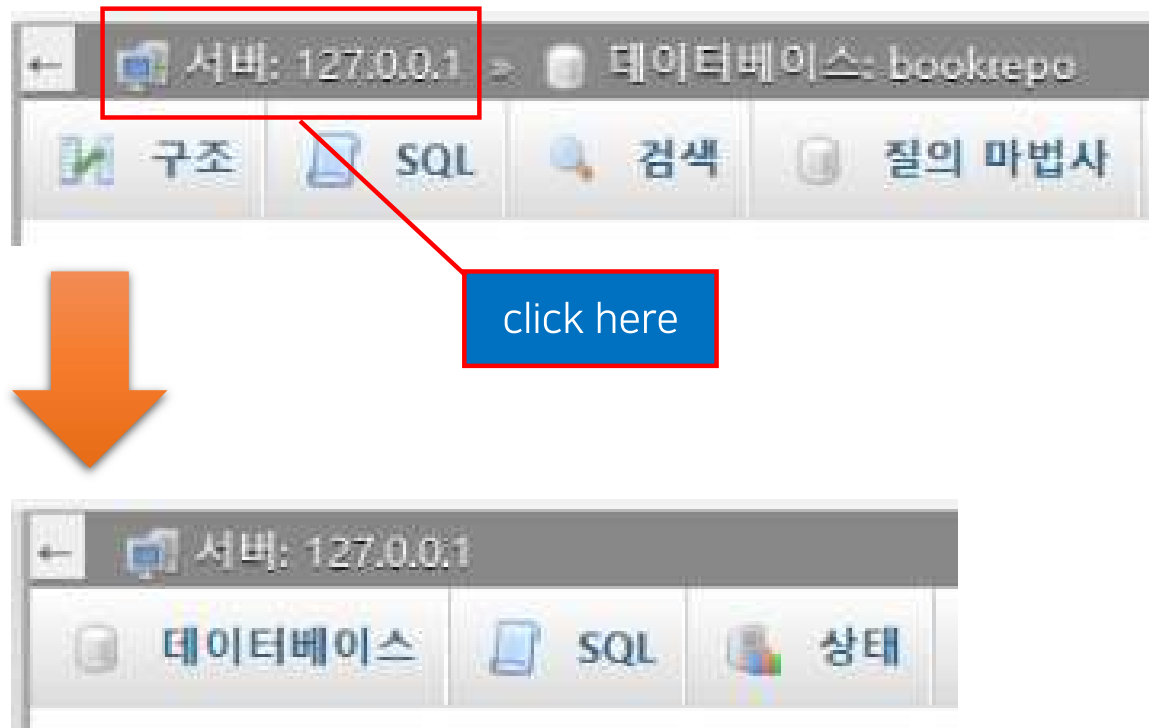 ← 서버: 127.0.0.1 » 데이터베이스: bookrepo
구조 SQL 검색 질의 마법사
click here
← 서버: 127.0.0.1
데이터베이스 SQL 상태